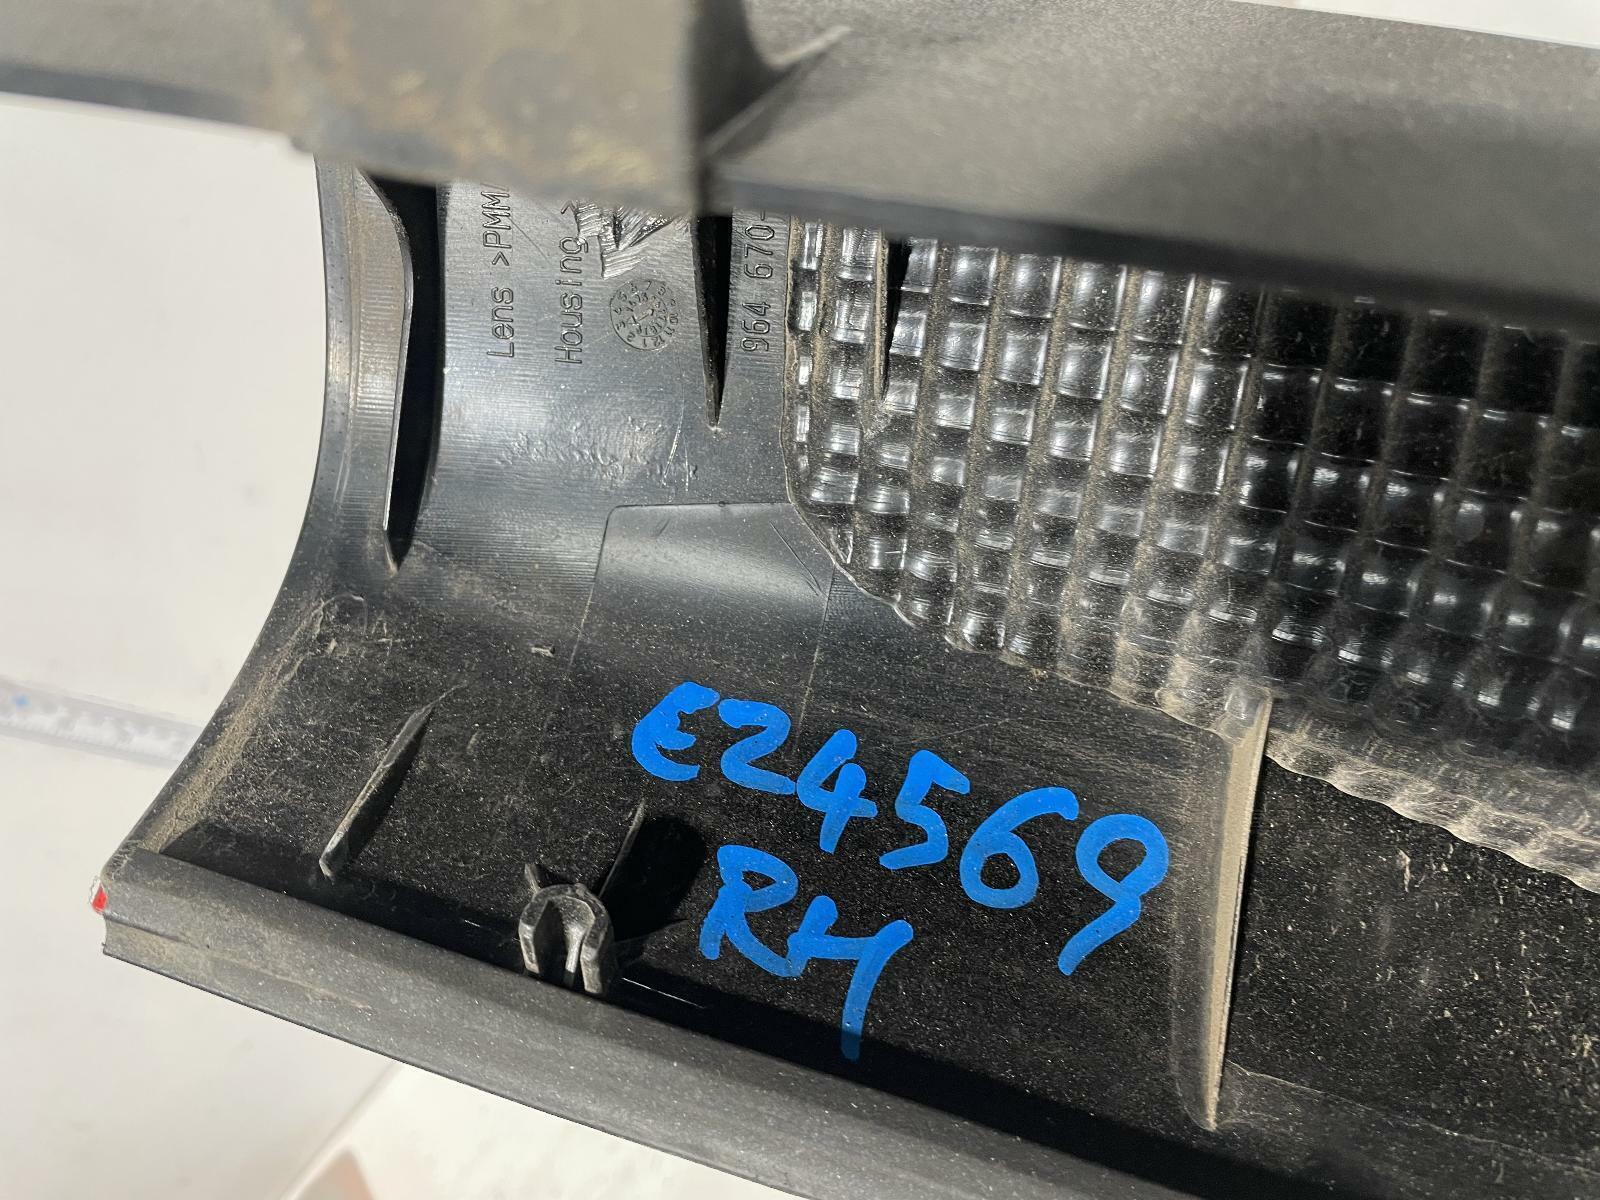 Lens >PMM
Housing >
964.670-
E24569
RH